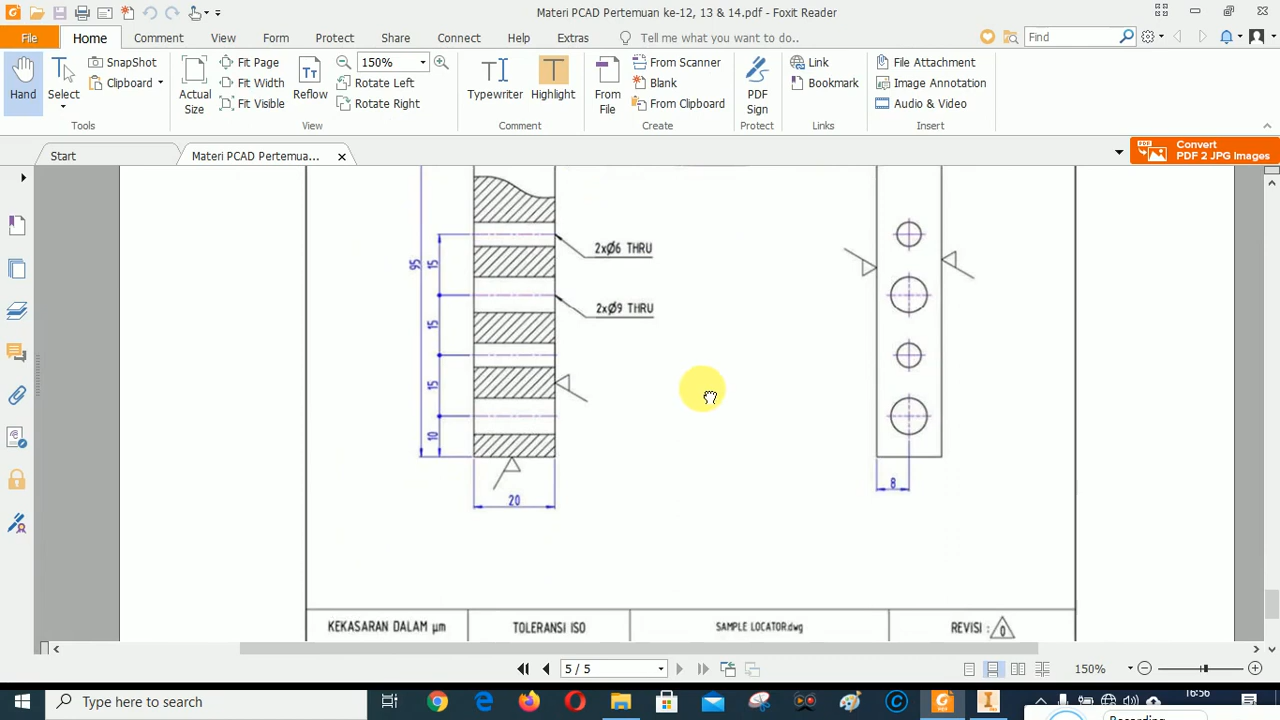 Materi PCAD Pertemuan ke-12, 13 & 14.pdf - Foxit Reader
File Home Comment View Form Protect Share Connect Help Extras Tell me what you want to do.. Find
Hand
Select
SnapShot
Clipboard
Tools
Actual Size
Fit Page
Fit Width
Fit Visible
Reflow
150%
Rotate Left
Rotate Right
View
Typewriter
Highlight
Comment
From File
From Scanner
Blank
From Clipboard
Create
PDF Sign
Protect
Link
Bookmark
Links
File Attachment
Image Annotation
Audio & Video
Insert
Start
Materi PCAD Pertemua...
Convert
PDF 2 JPG Images
2xØ6 THRU
2xØ9 THRU
95
15
15
15
10
20
8
KEKASARAN DALAM µm
TOLERANSI ISO
SAMPLE LOCATOR.dwg
REVISI : 0
5 / 5
150%
Type here to search
16:56
Recording